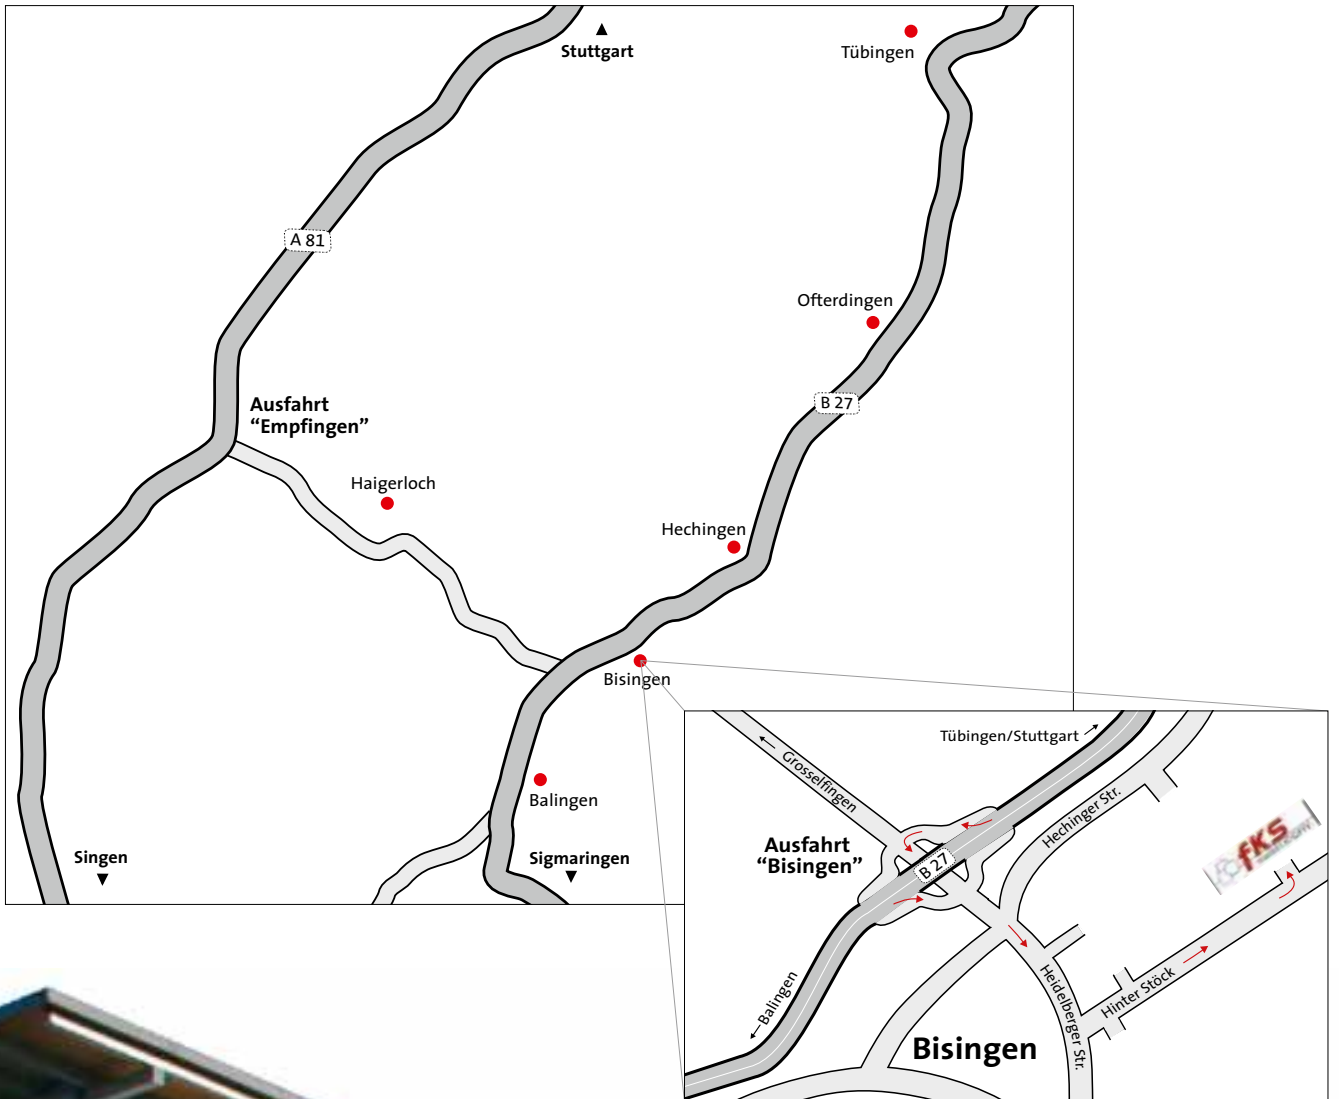 Stuttgart
Tübingen
A 81
Ofterdingen
Ausfahrt
“Empfingen”
B 27
Haigerloch
Hechingen
Bisingen
Balingen
Singen
Sigmaringen
Tübingen/Stuttgart
Grosselfingen
Hechinger Str.
Ausfahrt
“Bisingen”
B 27
fks
Balingen
Heidelberger Str.
Hinter Stöck
Bisingen